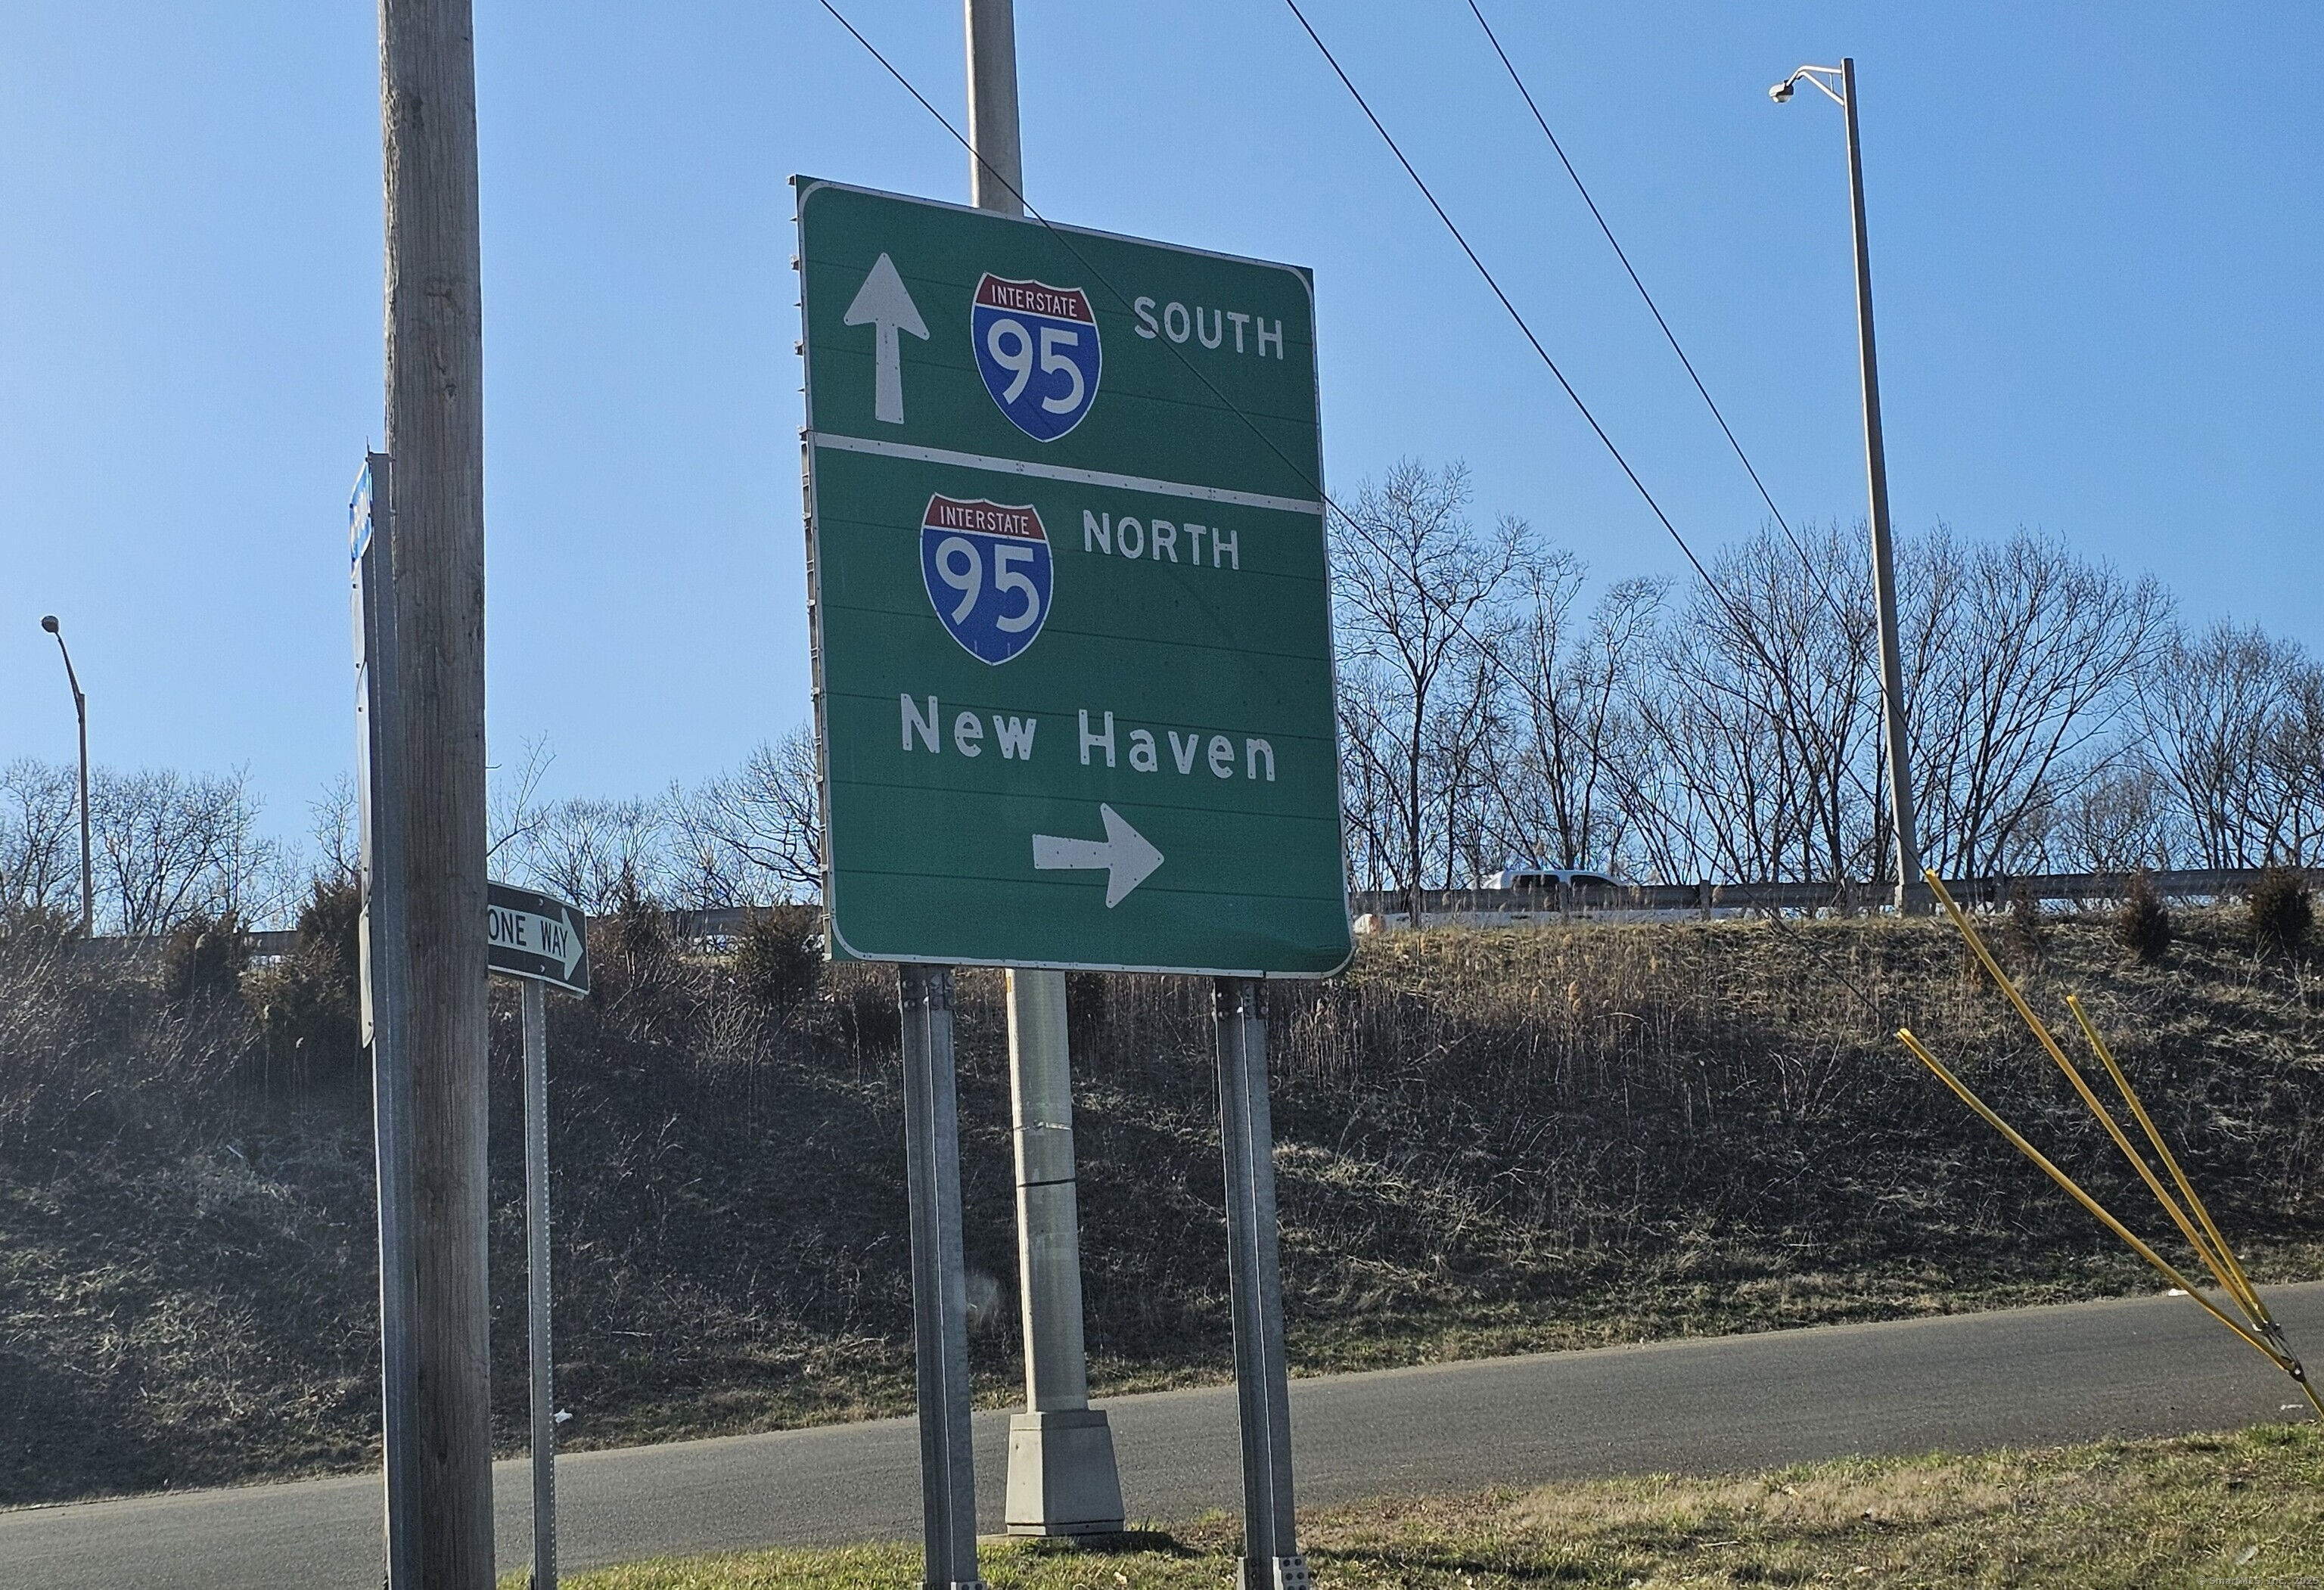 INTERSTATE
95
SOUTH
INTERSTATE
95
NORTH
New Haven
ONE WAY